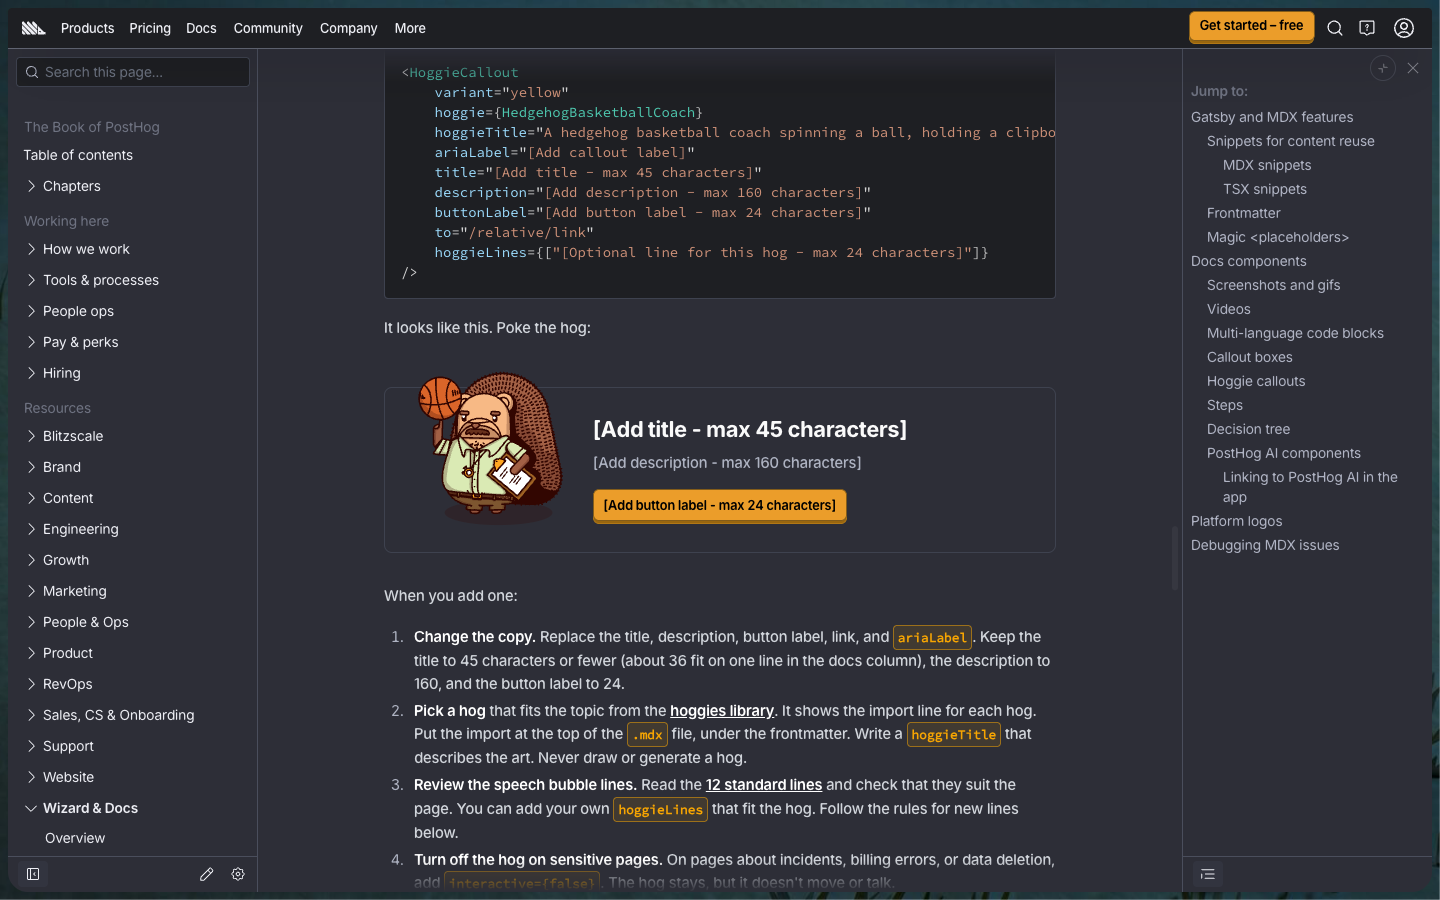 Products Pricing Docs Community Company More
Get started – free
Search this page...
The Book of PostHog
Table of contents
Chapters
Working here
How we work
Tools & processes
People ops
Pay & perks
Hiring
Resources
Blitzscale
Brand
Content
Engineering
Growth
Marketing
People & Ops
Product
RevOps
Sales, CS & Onboarding
Support
Website
Wizard & Docs
Overview
<HoggieCallout
variant="yellow"
hoggie={HedgehogBasketballCoach}
hoggieTitle="A hedgehog basketball coach spinning a ball, holding a clipbo
ariaLabel="[Add callout label]"
title="[Add title - max 45 characters]"
description="[Add description - max 160 characters]"
buttonLabel="[Add button label - max 24 characters]"
to="/relative/link"
hoggieLines={["[Optional line for this hog - max 24 characters]"]}
/>
It looks like this. Poke the hog:
[Add title - max 45 characters]
[Add description - max 160 characters]
[Add button label - max 24 characters]
When you add one:
1. Change the copy. Replace the title, description, button label, link, and ariaLabel. Keep the
title to 45 characters or fewer (about 36 fit on one line in the docs column), the description to
160, and the button label to 24.
2. Pick a hog that fits the topic from the hoggies library. It shows the import line for each hog.
Put the import at the top of the .mdx file, under the frontmatter. Write a hoggieTitle that
describes the art. Never draw or generate a hog.
3. Review the speech bubble lines. Read the 12 standard lines and check that they suit the
page. You can add your own hoggieLines that fit the hog. Follow the rules for new lines
below.
4. Turn off the hog on sensitive pages. On pages about incidents, billing errors, or data deletion,
add interactive={false}. The hog stays, but it doesn't move or talk.
Jump to:
Gatsby and MDX features
Snippets for content reuse
MDX snippets
TSX snippets
Frontmatter
Magic <placeholders>
Docs components
Screenshots and gifs
Videos
Multi-language code blocks
Callout boxes
Hoggie callouts
Steps
Decision tree
PostHog AI components
Linking to PostHog AI in the
app
Platform logos
Debugging MDX issues